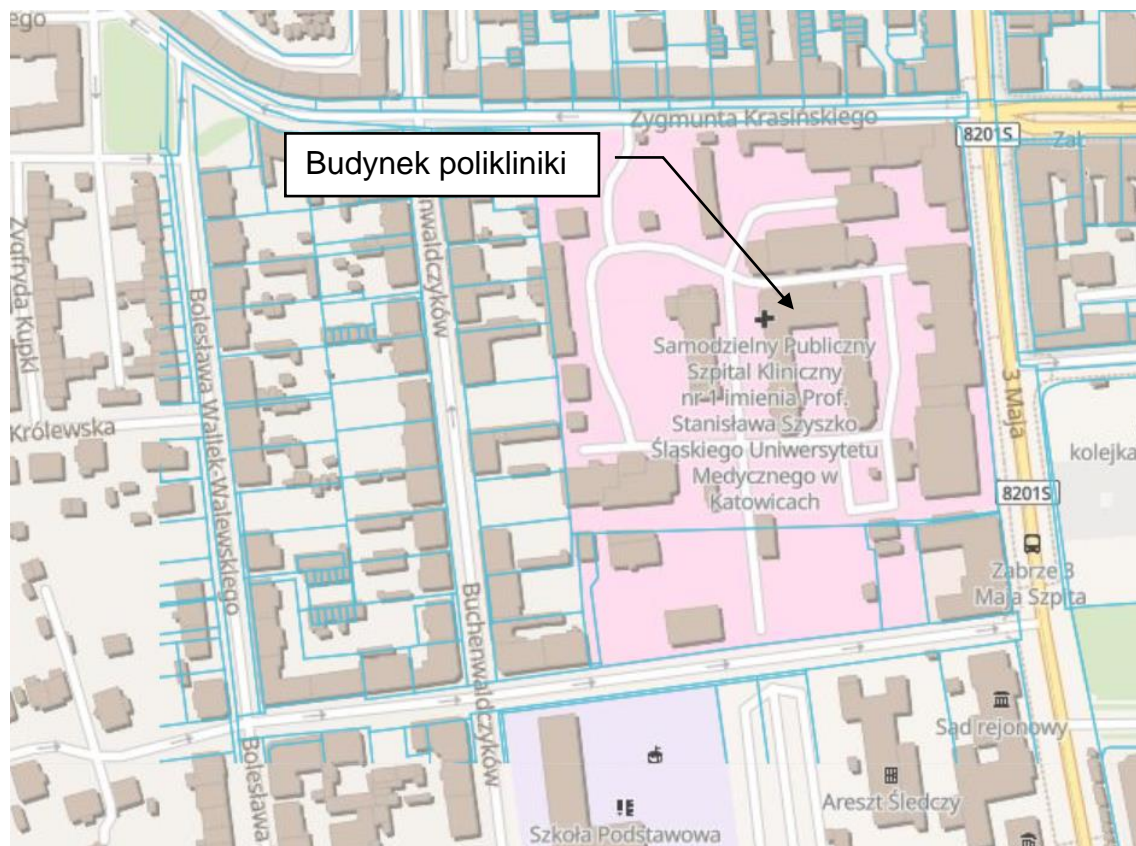 ego
Zygmunta Krasińskiego
8201S
Zat
Budynek polikliniki
nwaldczyków
Zygfryda Kupki
Bolesława Wallek-Walewskiego
Samodzielny Publiczny
Szpital Kliniczny
nr 1 imienia Prof.
Stanisława Szyszko
Śląskiego Uniwersytetu
Medycznego w
Katowicach
3 Maja
Królewska
kolejka
8201S
Zabrze 3
Maja Szpita
Buchenwaldczyków
Sąd rejonowy
Bolesława
Areszt Śledczy
Szkoła Podstawowa